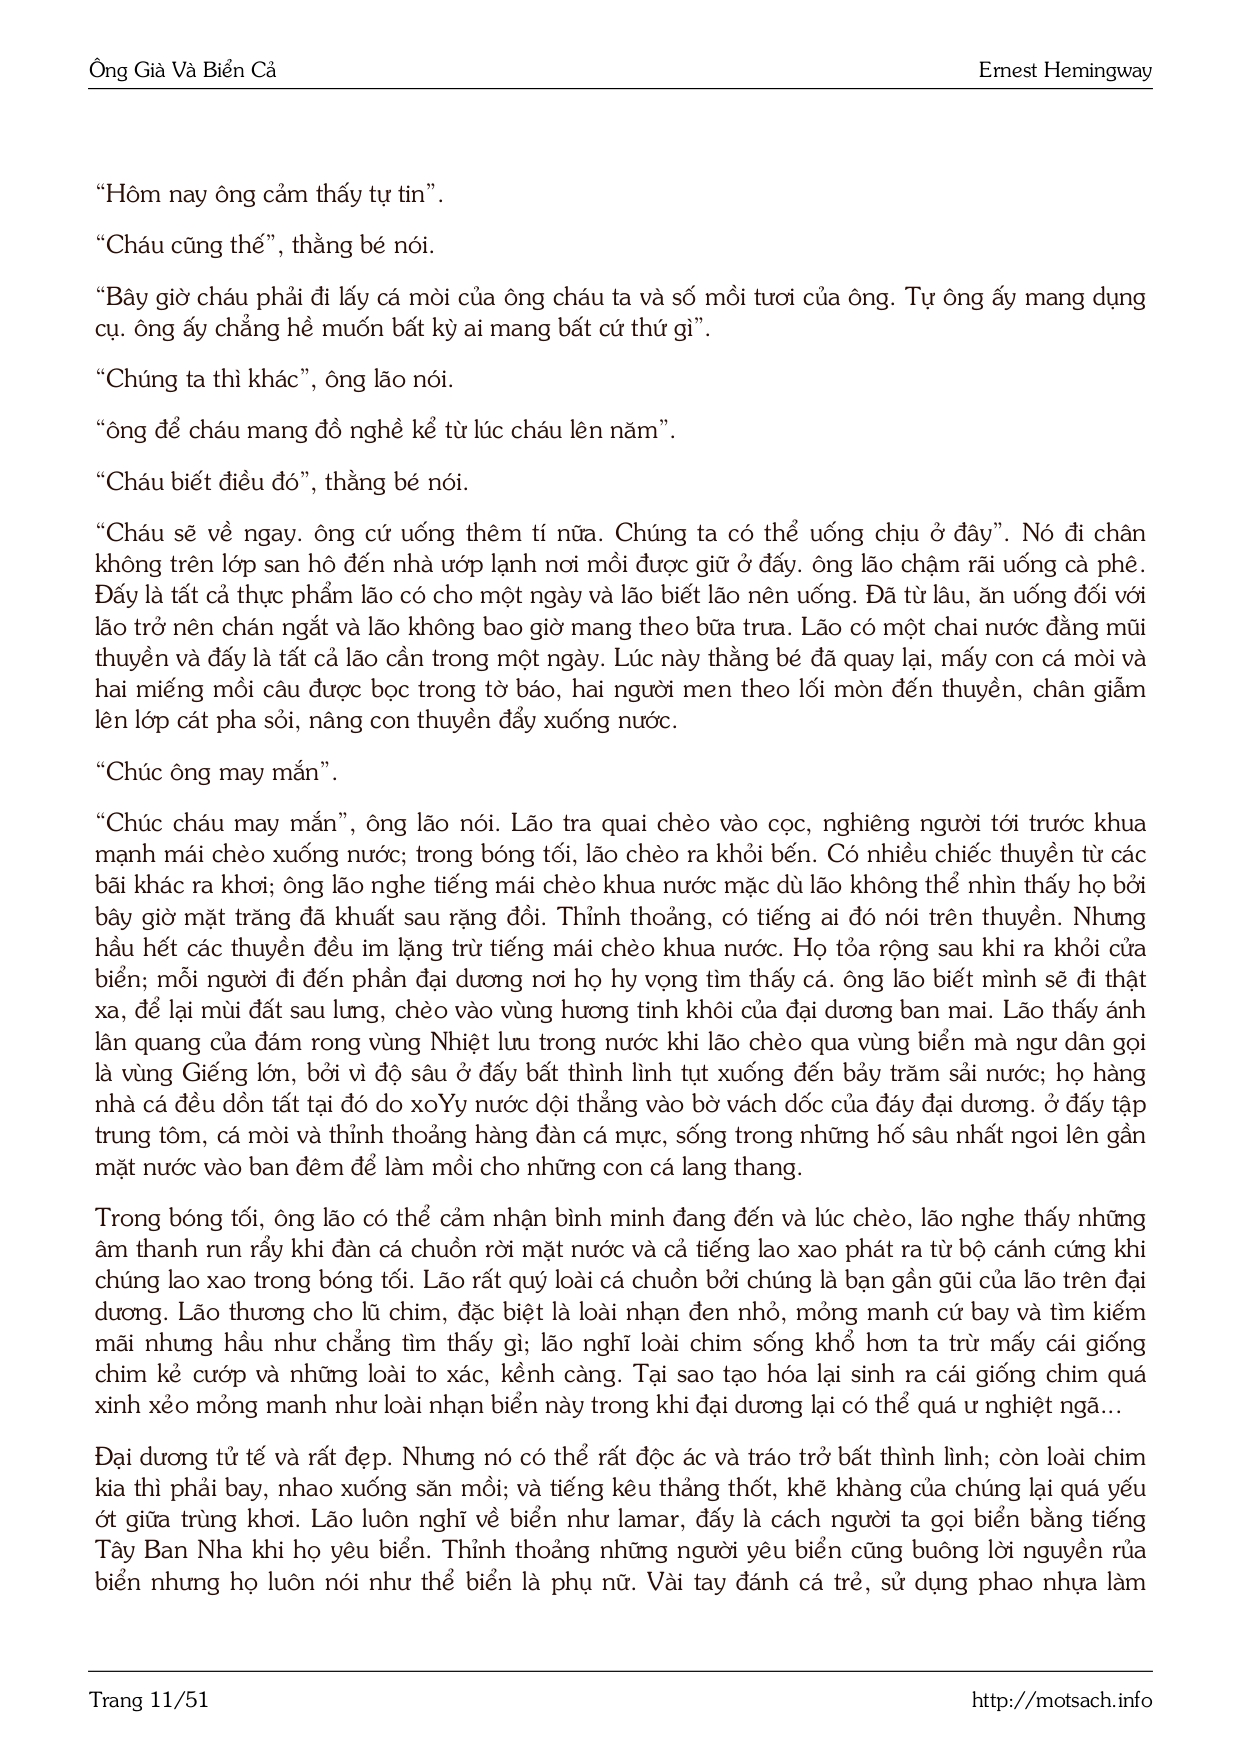 Ông Già Và Biển Cả
Ernest Hemingway
“Hôm nay ông cảm thấy tự tin”.
“Cháu cũng thế”, thằng bé nói.
“Bây giờ cháu phải đi lấy cá mòi của ông cháu ta và số mồi tươi của ông. Tự ông ấy mang dụng
cụ. ông ấy chẳng hề muốn bất kỳ ai mang bất cứ thứ gì”.
“Chúng ta thì khác”, ông lão nói.
“ông để cháu mang đồ nghề kể từ lúc cháu lên năm”.
“Cháu biết điều đó”, thằng bé nói.
“Cháu sẽ về ngay. ông cứ uống thêm tí nữa. Chúng ta có thể uống chịu ở đây”. Nó đi chân
không trên lớp san hô đến nhà ướp lạnh nơi mồi được giữ ở đấy. ông lão chậm rãi uống cà phê.
Đấy là tất cả thực phẩm lão có cho một ngày và lão biết lão nên uống. Đã từ lâu, ăn uống đối với
lão trở nên chán ngắt và lão không bao giờ mang theo bữa trưa. Lão có một chai nước đằng mũi
thuyền và đấy là tất cả lão cần trong một ngày. Lúc này thằng bé đã quay lại, mấy con cá mòi và
hai miếng mồi câu được bọc trong tờ báo, hai người men theo lối mòn đến thuyền, chân giẫm
lên lớp cát pha sỏi, nâng con thuyền đẩy xuống nước.
“Chúc ông may mắn”.
“Chúc cháu may mắn”, ông lão nói. Lão tra quai chèo vào cọc, nghiêng người tới trước khua
mạnh mái chèo xuống nước; trong bóng tối, lão chèo ra khỏi bến. Có nhiều chiếc thuyền từ các
bãi khác ra khơi; ông lão nghe tiếng mái chèo khua nước mặc dù lão không thể nhìn thấy họ bởi
bây giờ mặt trăng đã khuất sau rặng đồi. Thỉnh thoảng, có tiếng ai đó nói trên thuyền. Nhưng
hầu hết các thuyền đều im lặng trừ tiếng mái chèo khua nước. Họ tỏa rộng sau khi ra khỏi cửa
biển; mỗi người đi đến phần đại dương nơi họ hy vọng tìm thấy cá. ông lão biết mình sẽ đi thật
xa, để lại mùi đất sau lưng, chèo vào vùng hương tinh khôi của đại dương ban mai. Lão thấy ánh
lân quang của đám rong vùng Nhiệt lưu trong nước khi lão chèo qua vùng biển mà ngư dân gọi
là vùng Giếng lớn, bởi vì độ sâu ở đấy bất thình lình tụt xuống đến bảy trăm sải nước; họ hàng
nhà cá đều dồn tất tại đó do xoYy nước dội thẳng vào bờ vách dốc của đáy đại dương. ở đấy tập
trung tôm, cá mòi và thỉnh thoảng hàng đàn cá mực, sống trong những hố sâu nhất ngoi lên gần
mặt nước vào ban đêm để làm mồi cho những con cá lang thang.
Trong bóng tối, ông lão có thể cảm nhận bình minh đang đến và lúc chèo, lão nghe thấy những
âm thanh run rẩy khi đàn cá chuồn rời mặt nước và cả tiếng lao xao phát ra từ bộ cánh cứng khi
chúng lao xao trong bóng tối. Lão rất quý loài cá chuồn bởi chúng là bạn gần gũi của lão trên đại
dương. Lão thương cho lũ chim, đặc biệt là loài nhạn đen nhỏ, mỏng manh cứ bay và tìm kiếm
mãi nhưng hầu như chẳng tìm thấy gì; lão nghĩ loài chim sống khổ hơn ta trừ mấy cái giống
chim kẻ cướp và những loài to xác, kềnh càng. Tại sao tạo hóa lại sinh ra cái giống chim quá
xinh xẻo mỏng manh như loài nhạn biển này trong khi đại dương lại có thể quá ư nghiệt ngã...
Đại dương tử tế và rất đẹp. Nhưng nó có thể rất độc ác và tráo trở bất thình lình; còn loài chim
kia thì phải bay, nhao xuống săn mồi; và tiếng kêu thảng thốt, khẽ khàng của chúng lại quá yếu
ớt giữa trùng khơi. Lão luôn nghĩ về biển như lamar, đấy là cách người ta gọi biển bằng tiếng
Tây Ban Nha khi họ yêu biển. Thỉnh thoảng những người yêu biển cũng buông lời nguyền rủa
biển nhưng họ luôn nói như thể biển là phụ nữ. Vài tay đánh cá trẻ, sử dụng phao nhựa làm
Trang 11/51
http://motsach.info